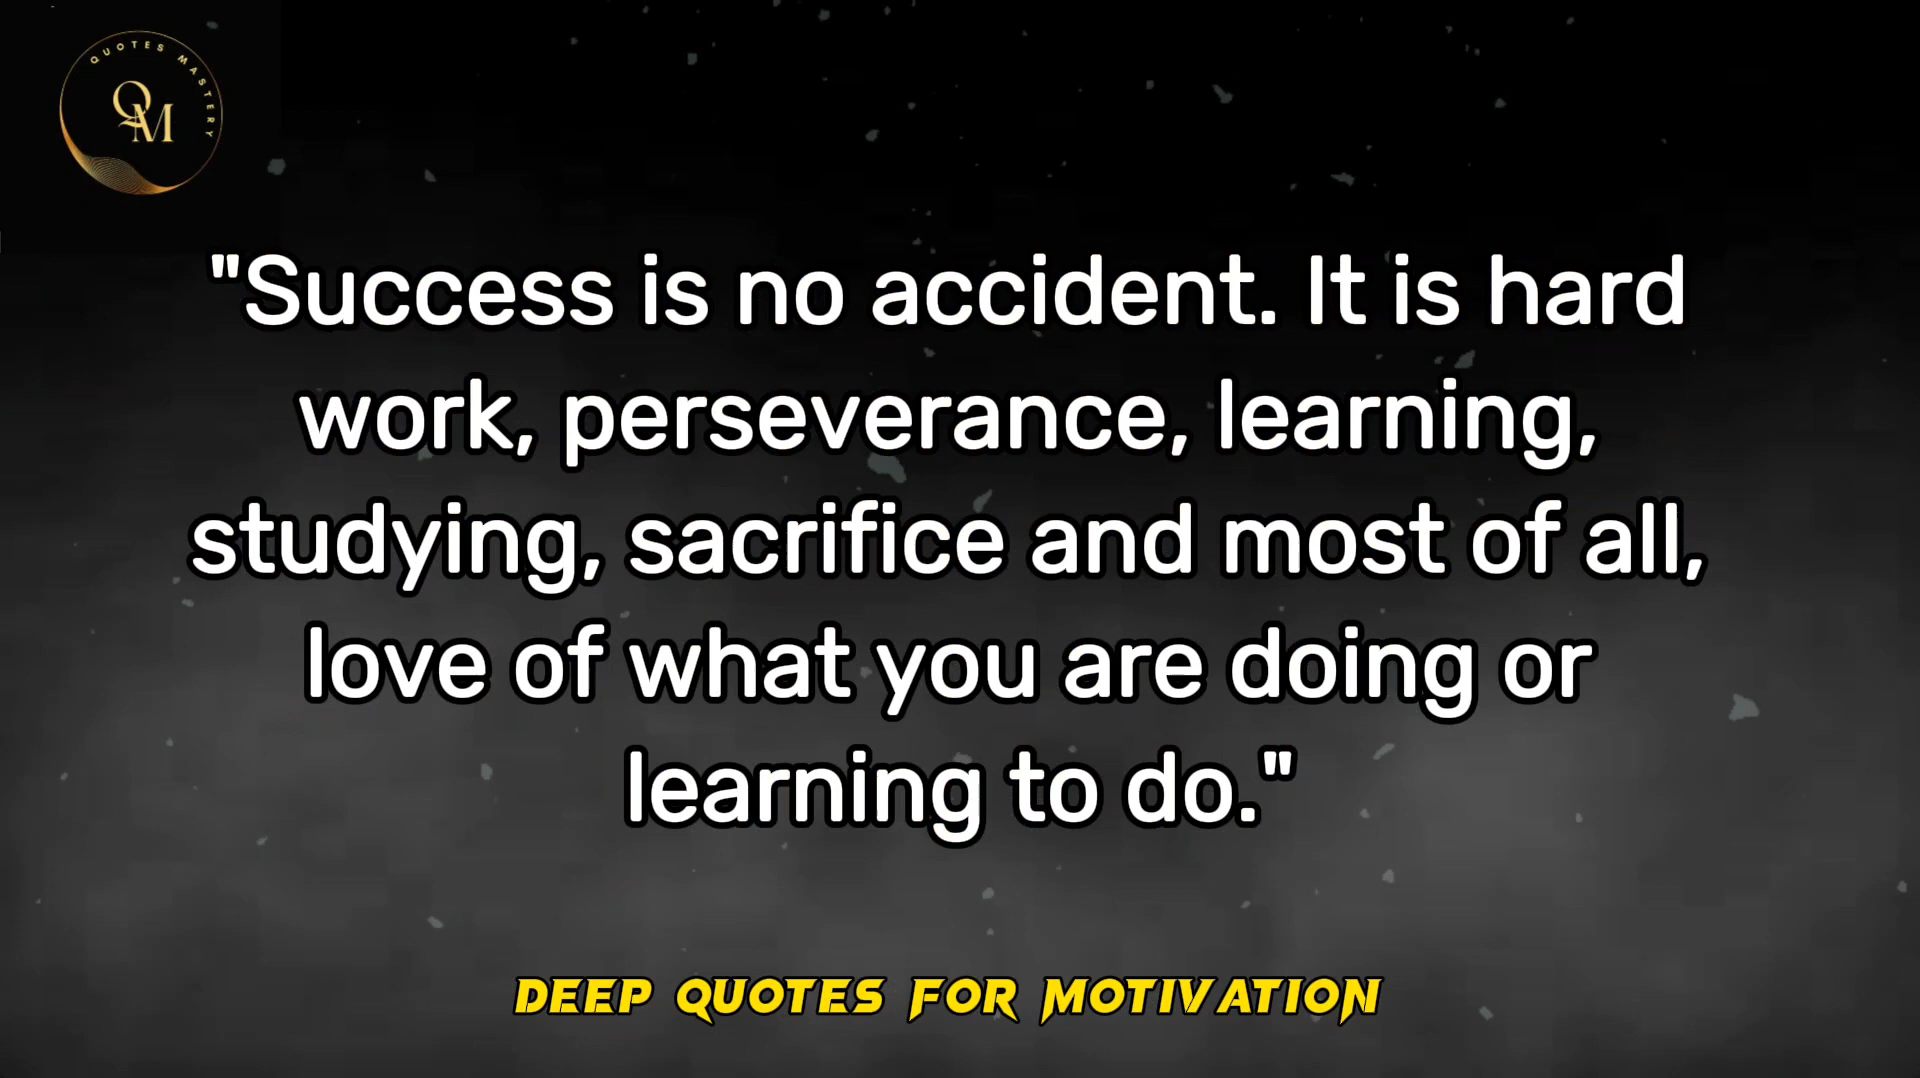 QUOTES MASTERY
QM
"Success is no accident. It is hard
work, perseverance, learning,
studying, sacrifice and most of all,
love of what you are doing or
learning to do."
DEEP QUOTES FOR MOTIVATION